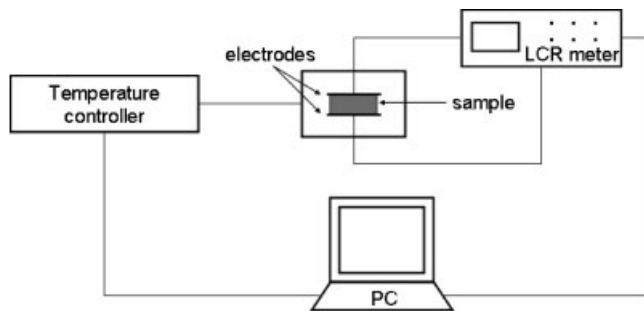 electrodes
LCR meter
Temperature
controller
sample
PC